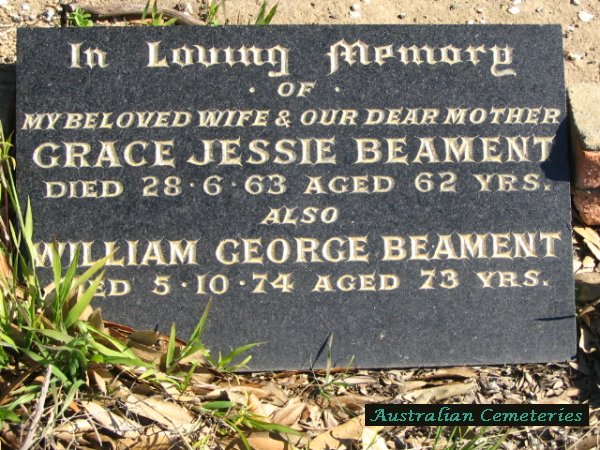 In Loving Memory
· OF ·
MY BELOVED WIFE & OUR DEAR MOTHER
GRACE JESSIE BEAMENT
DIED 28·6·63 AGED 62 YRS.
ALSO
WILLIAM GEORGE BEAMENT
DIED 5·10·74 AGED 73 YRS.
Australian Cemeteries